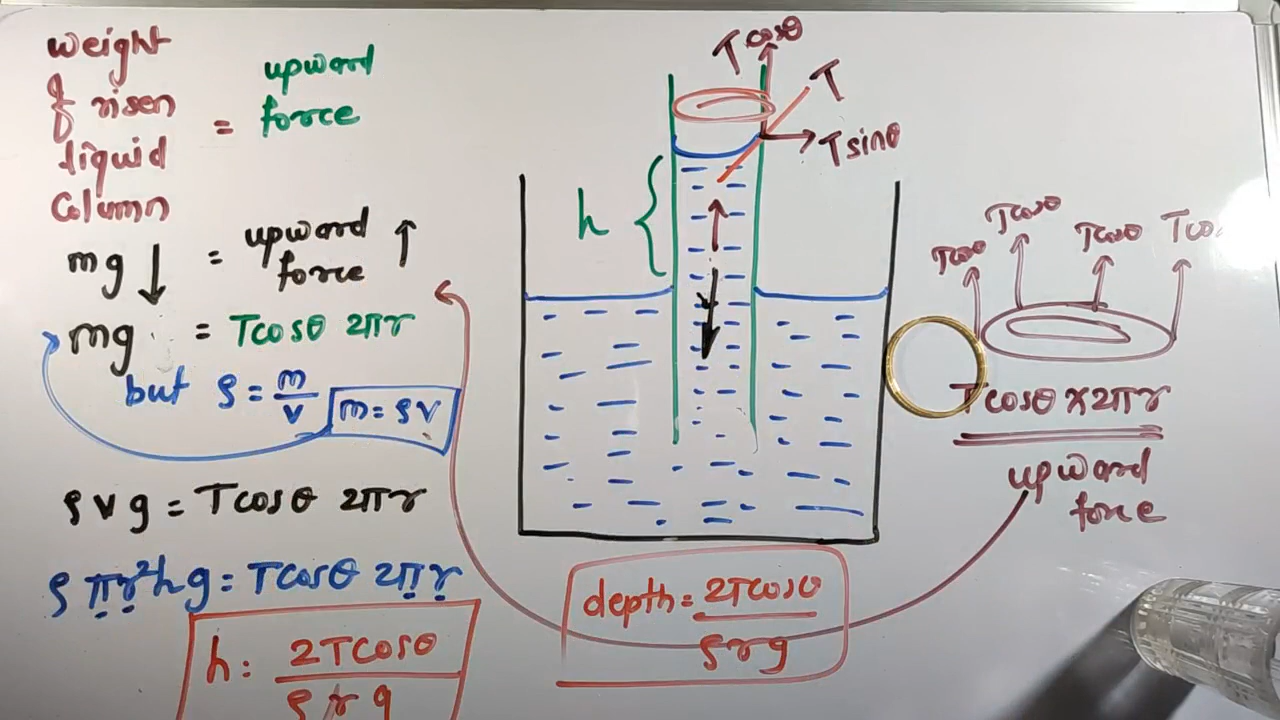 weight
of risen
liquid
Column
=
upward
force
mg ↓ = upward
force ↑
mg = Tcosθ 2πr
but ρ = m/v
m = ρv
ρvg = Tcosθ 2πr
ρπr²hg = Tcosθ 2πr
h = 2Tcosθ/ρrg
Tcosθ
T
Tsinθ
h
depth = 2Tcosθ/ρrg
Tcosθ
Tcosθ
Tcosθ
Tcos
Tcosθ × 2πr
upward
force